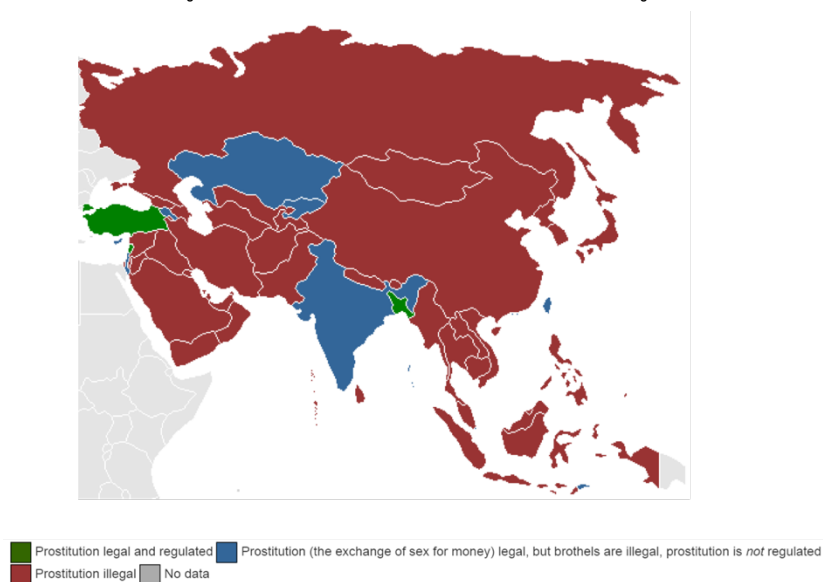 Prostitution legal and regulated Prostitution (the exchange of sex for money) legal, but brothels are illegal, prostitution is not regulated
Prostitution illegal No data